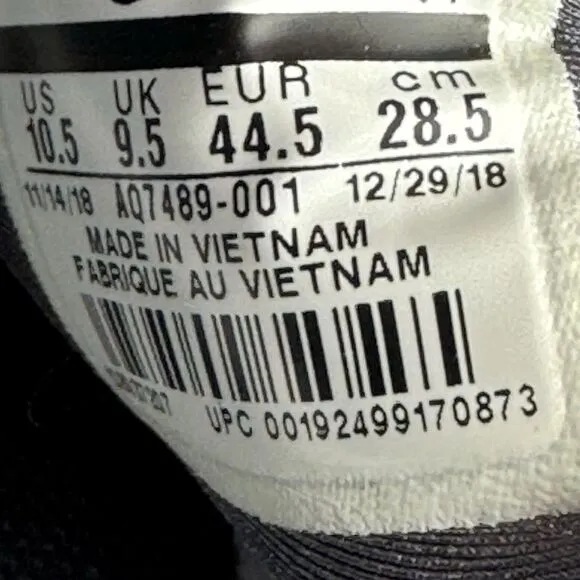 US UK EUR cm
10.5 9.5 44.5 28.5
11/14/18 AQ7489-001 12/29/18
MADE IN VIETNAM
FABRIQUE AU VIETNAM
UPC 00192499170873